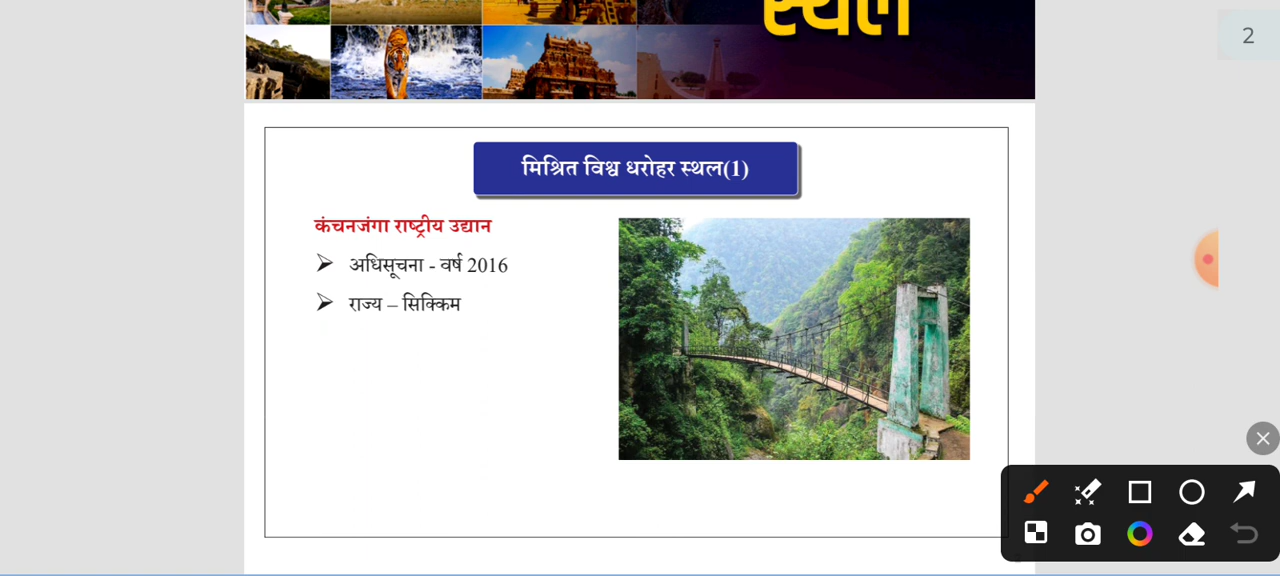 स्थल
2
मिश्रित विश्व धरोहर स्थल(1)
कंचनजंगा राष्ट्रीय उद्यान
➢ अधिसूचना - वर्ष 2016
➢ राज्य – सिक्किम